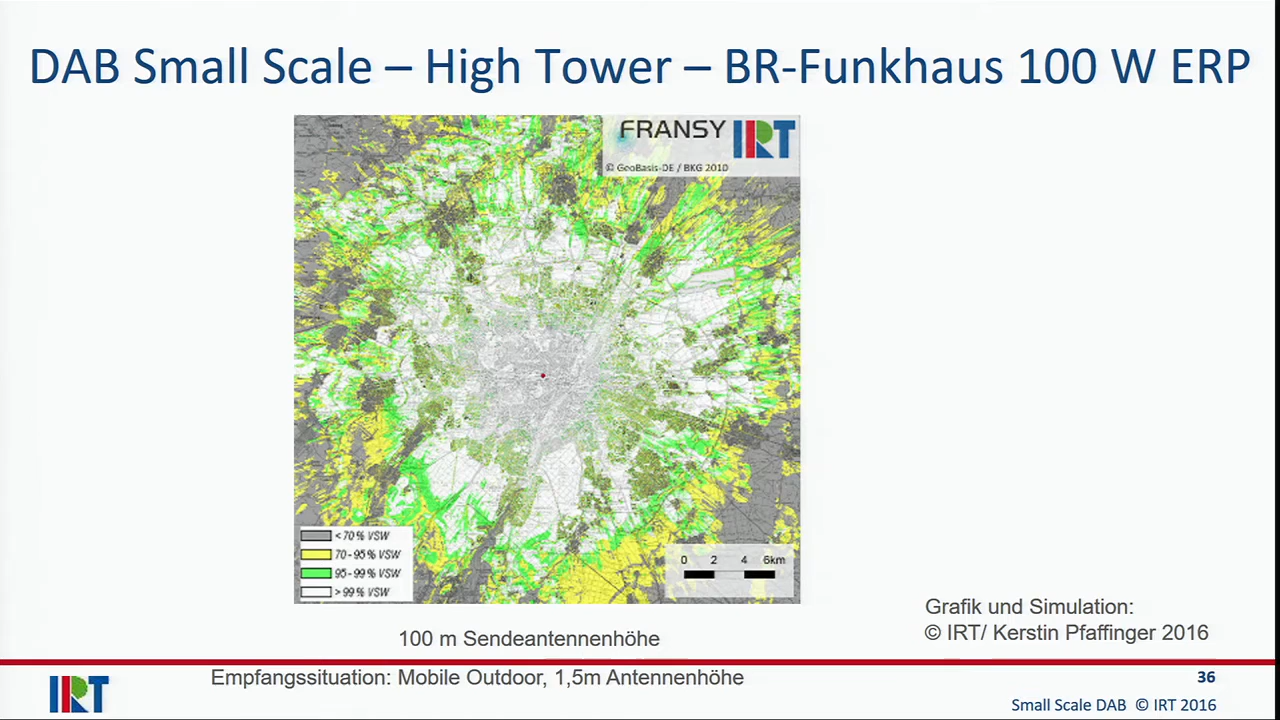 DAB Small Scale – High Tower – BR-Funkhaus 100 W ERP
FRANSY IRT
© GeoBasis-DE / BKG 2010
< 70 % VSW
70 - 95 % VSW
95 - 99 % VSW
> 99 % VSW
0 2 4 6km
100 m Sendeantennenhöhe
Grafik und Simulation:
© IRT/ Kerstin Pfaffinger 2016
Empfangssituation: Mobile Outdoor, 1,5m Antennenhöhe
IRT
36
Small Scale DAB © IRT 2016